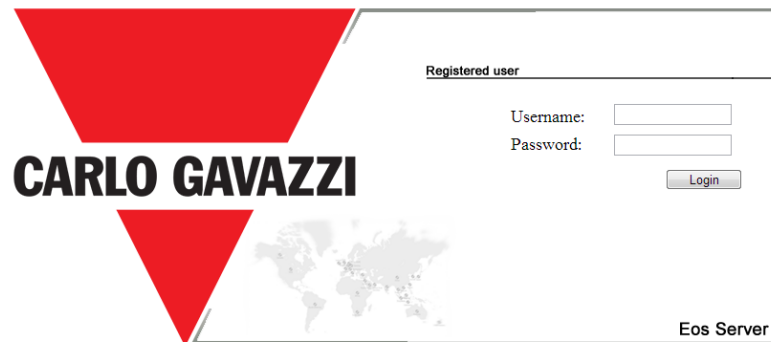 Registered user
Username:
Password:
CARLO GAVAZZI
Login
Eos Server